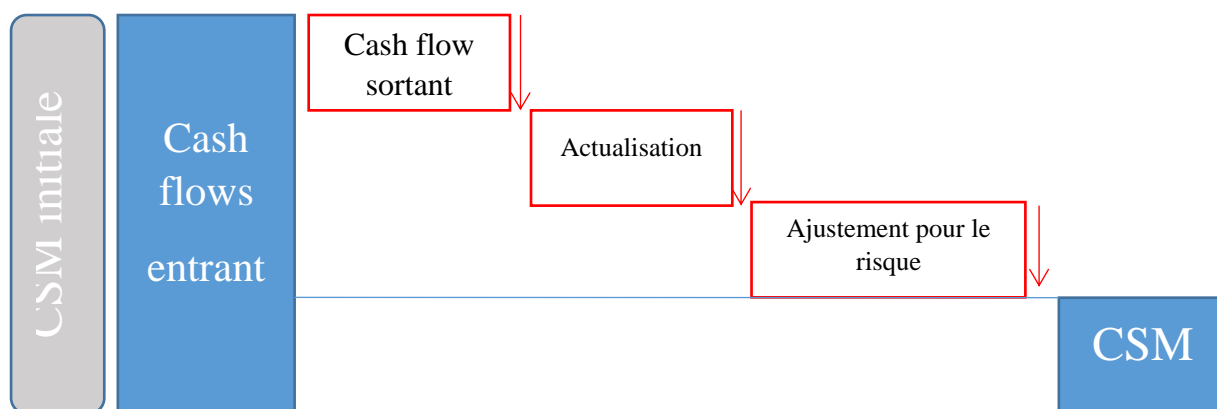 CSM initiale
Cash
flows
entrant
Cash flow
sortant
Actualisation
Ajustement pour le
risque
CSM